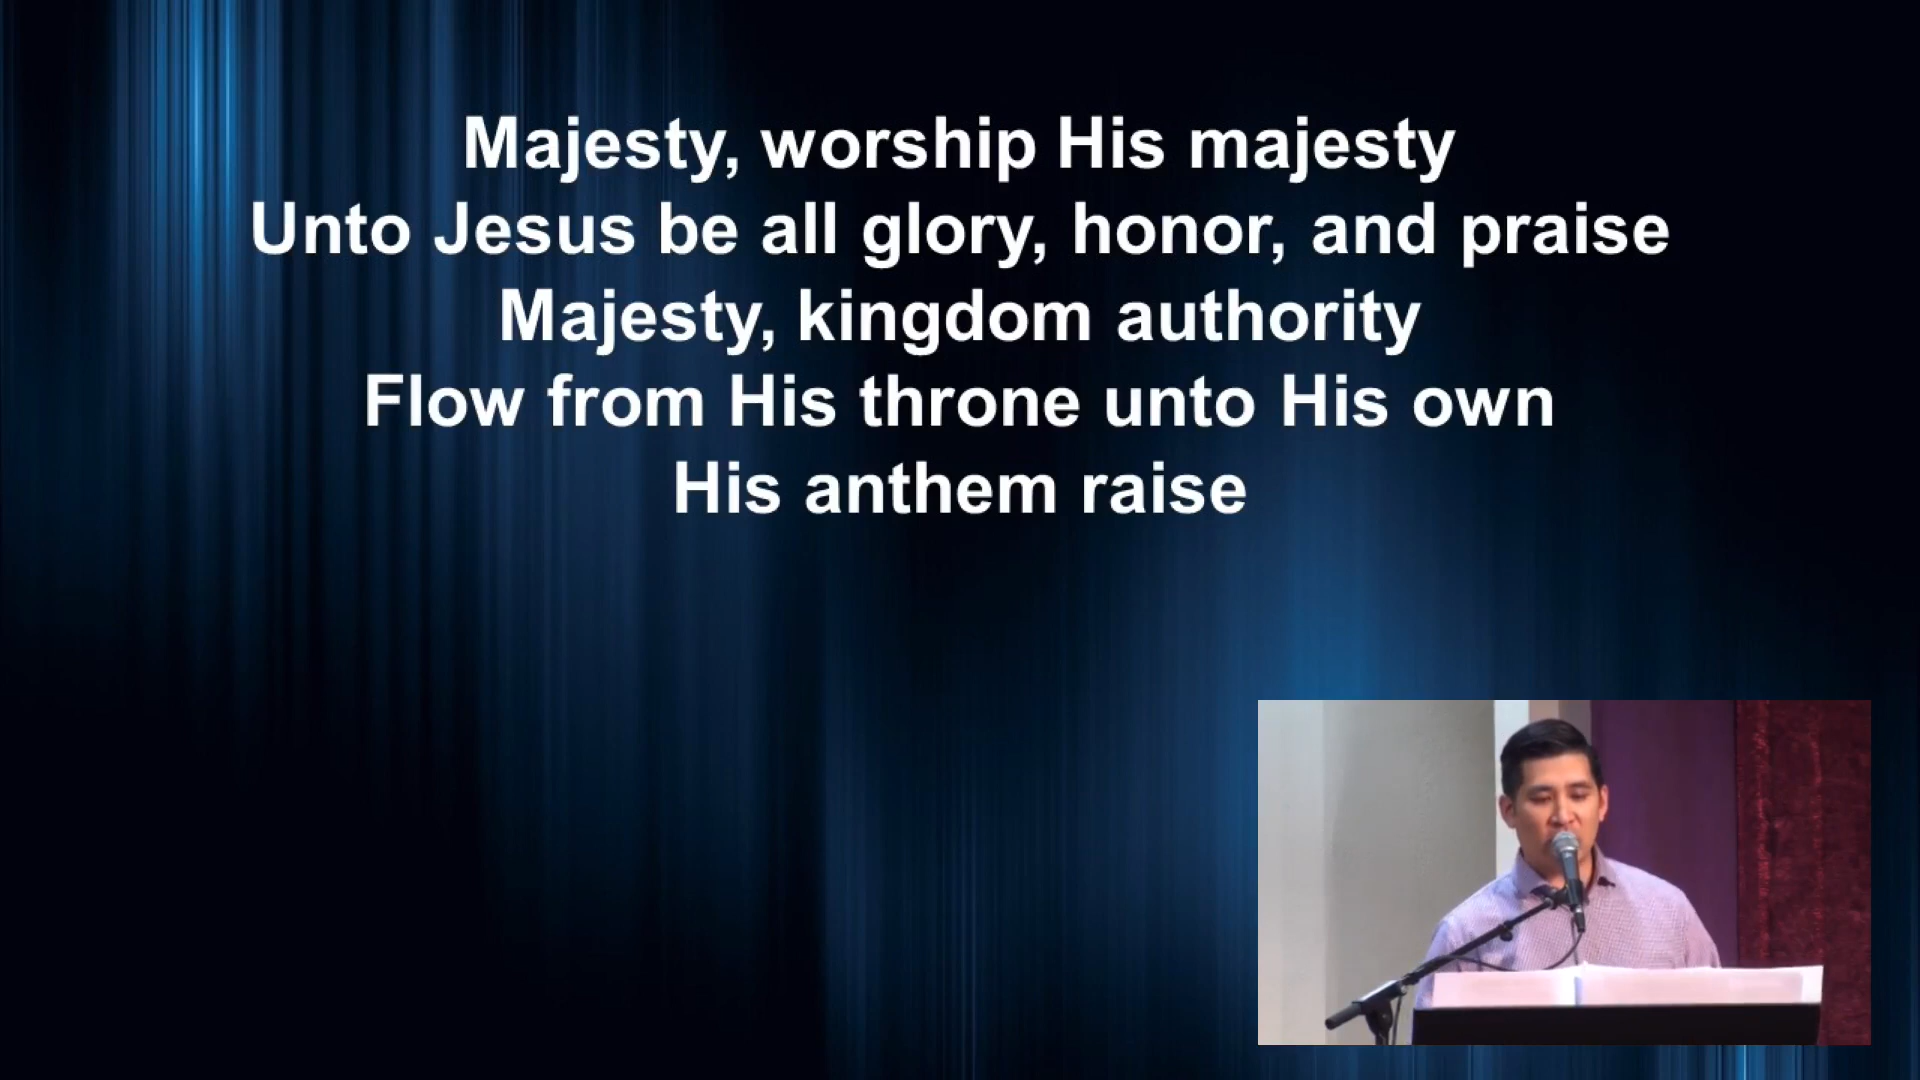 Majesty, worship His majesty
Unto Jesus be all glory, honor, and praise
Majesty, kingdom authority
Flow from His throne unto His own
His anthem raise